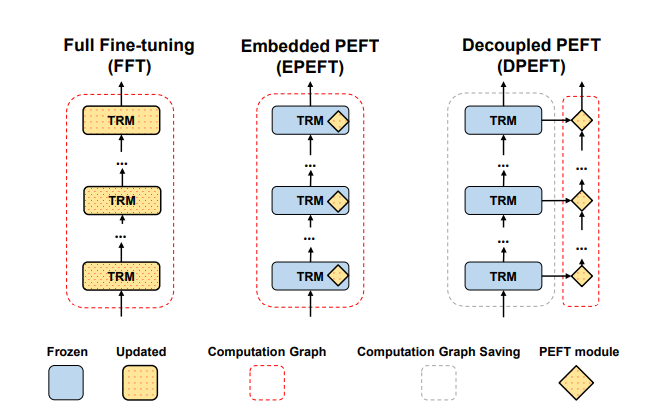 Full Fine-tuning
(FFT)
Embedded PEFT
(EPEFT)
Decoupled PEFT
(DPEFT)
TRM
...
TRM
...
TRM
TRM
...
TRM
...
TRM
TRM
...
TRM
...
TRM
...
...
Frozen
Updated
Computation Graph
Computation Graph Saving
PEFT module